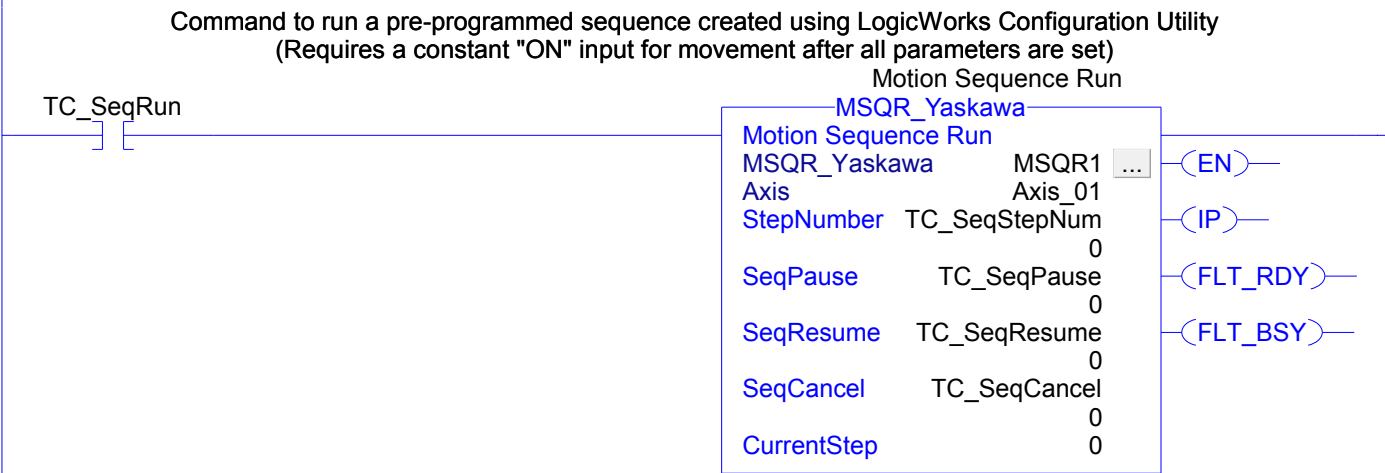 Command to run a pre-programmed sequence created using LogicWorks Configuration Utility
(Requires a constant "ON" input for movement after all parameters are set)
Motion Sequence Run
TC_SeqRun
MSQR_Yaskawa
Motion Sequence Run
MSQR_Yaskawa MSQR1 ... EN
Axis Axis_01
StepNumber TC_SeqStepNum IP
0
SeqPause TC_SeqPause FLT_RDY
0
SeqResume TC_SeqResume FLT_BSY
0
SeqCancel TC_SeqCancel
0
CurrentStep 0